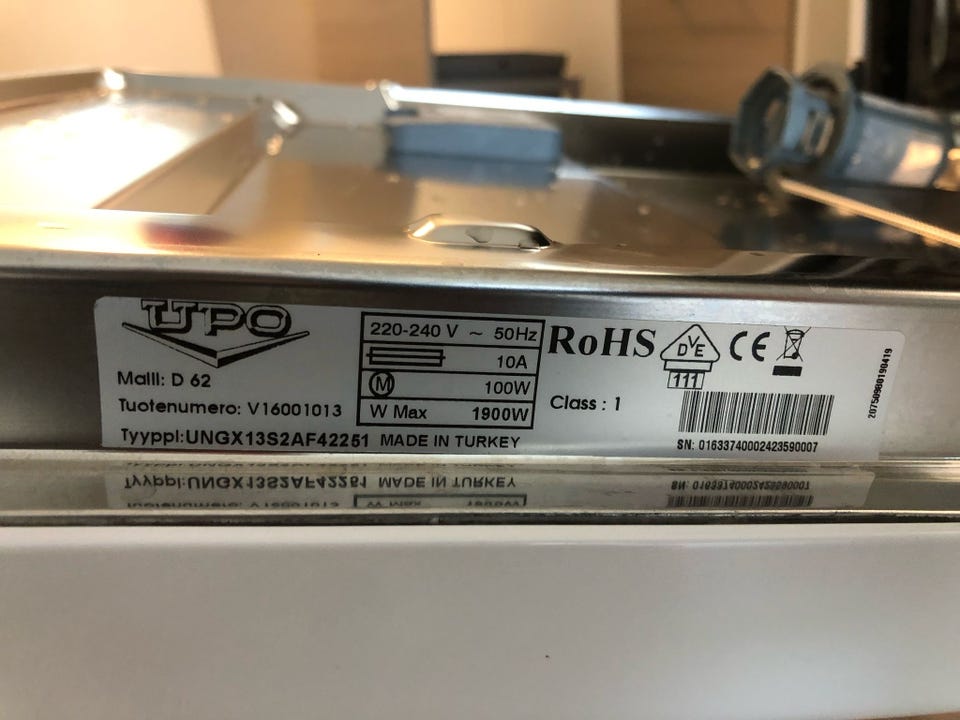 UPO
Malli: D 62
Tuotenumero: V16001013
Tyyppi:UNGX13S2AF42251 MADE IN TURKEY
220-240 V ~ 50Hz
10A
M 100W
W Max 1900W
RoHS
DVE
111
CE
Class : 1
SN: 01633740002423590007